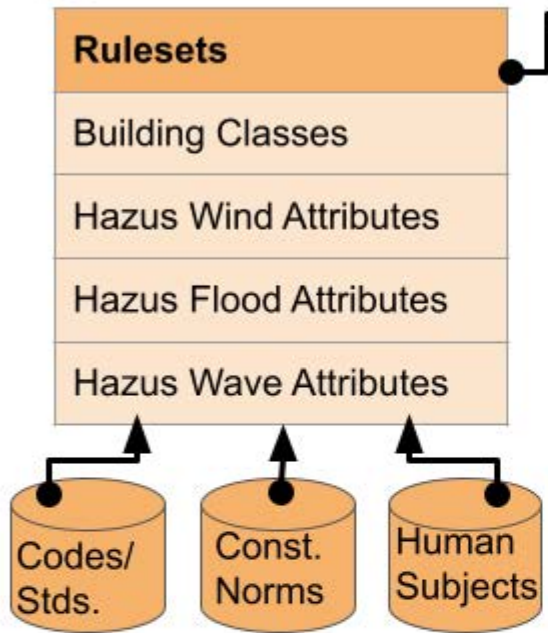 Rulesets
Building Classes
Hazus Wind Attributes
Hazus Flood Attributes
Hazus Wave Attributes
Codes/
Stds.
Const.
Norms
Human
Subjects